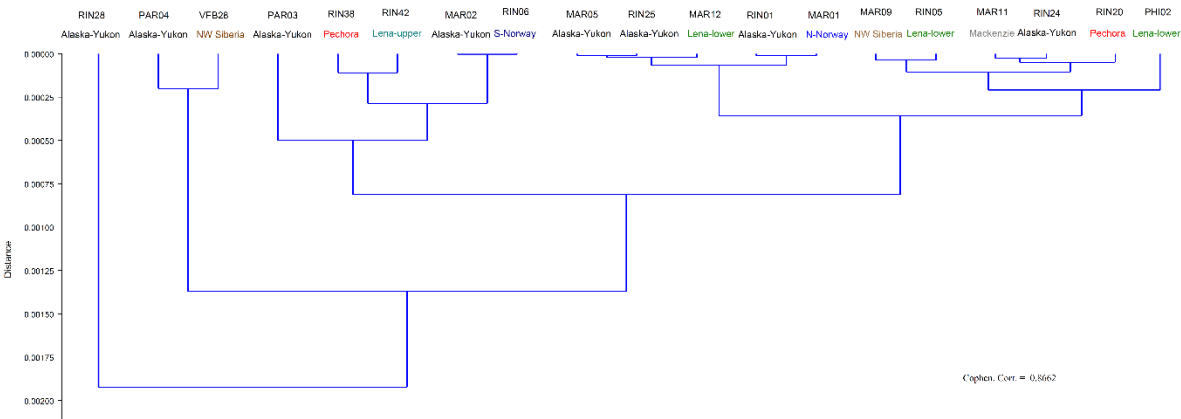 RIN28 PAR04 VFB28 PAR03 RIN38 RIN42 MAR02 RIN06 MAR05 RIN25 MAR12 RIN01 MAR01 MAR09 RIN05 MAR11 RIN24 RIN20 PHI02
Alaska-Yukon Alaska-Yukon NW Siberia Alaska-Yukon Pechora Lena-upper Alaska-Yukon S-Norway Alaska-Yukon Alaska-Yukon Lena-lower Alaska-Yukon N-Norway NW Siberia Lena-lower Mackenzie Alaska-Yukon Pechora Lena-lower
0.00000
0.00025
0.00050
0.00075
0.00100
Distance
0.00125
0.00150
0.00175
Cophen. Corr. = 0.8662
0.00200